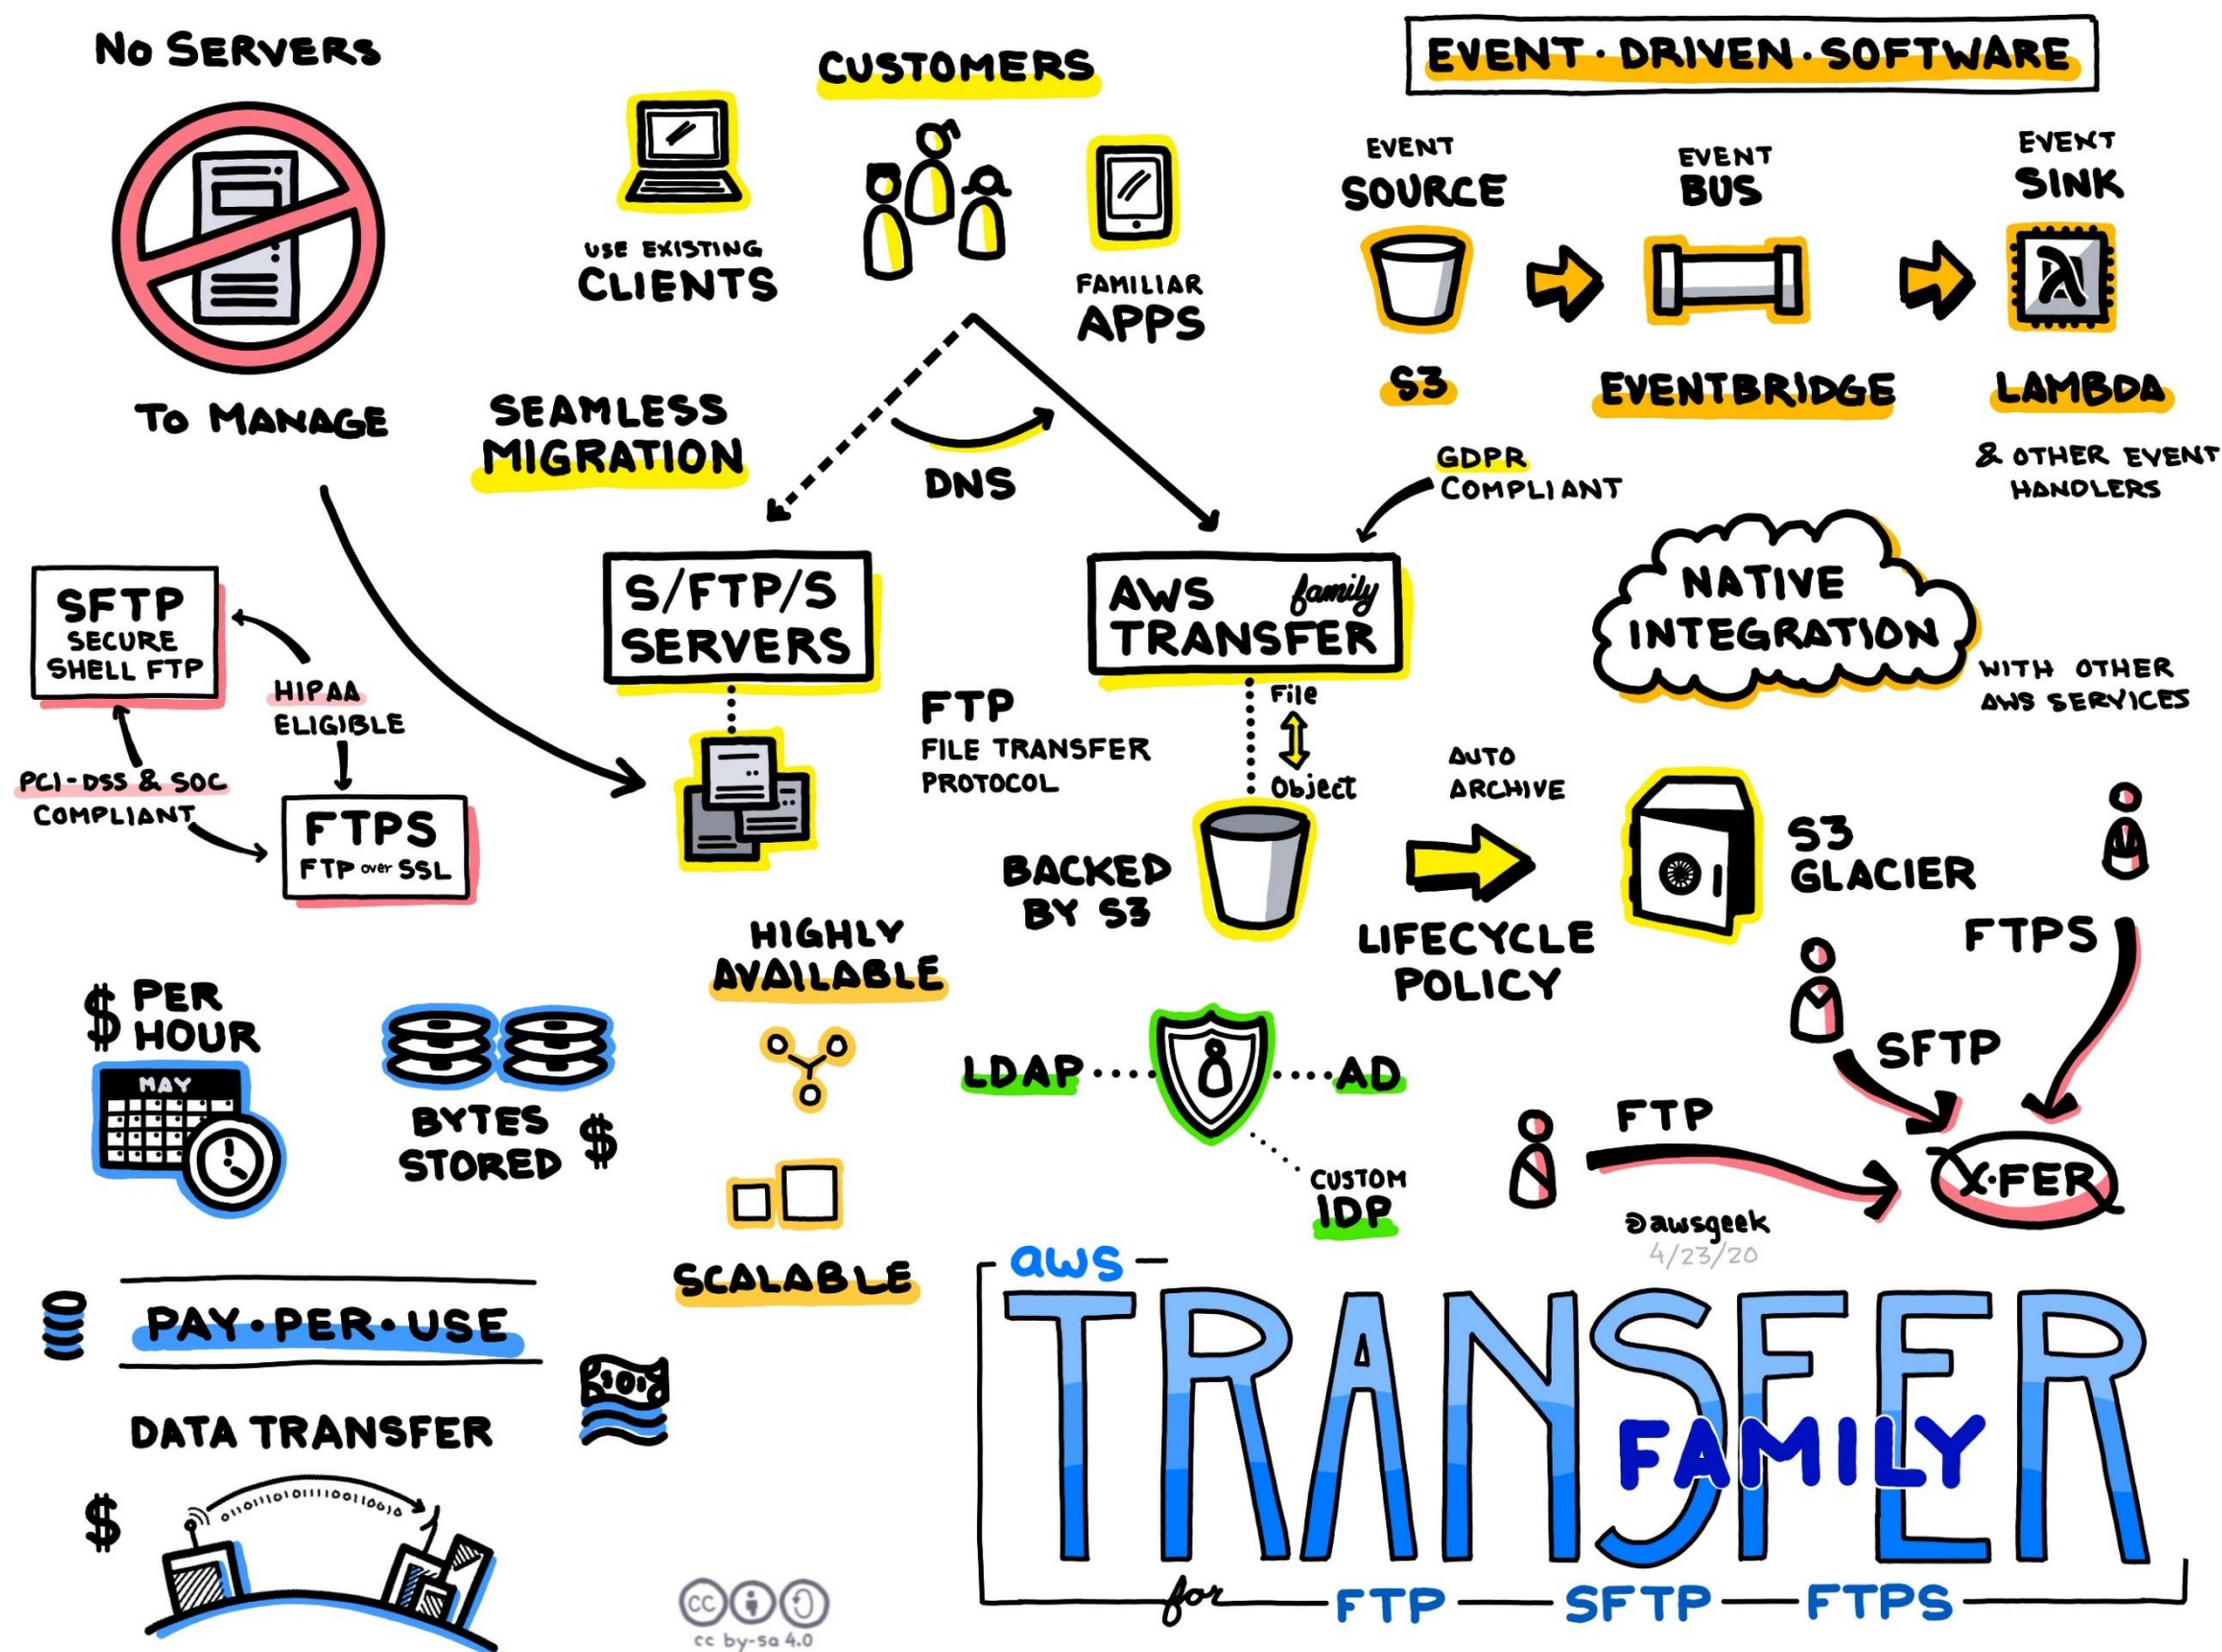 NO SERVERS
TO MANAGE
CUSTOMERS
USE EXISTING
CLIENTS
FAMILIAR
APPS
EVENT · DRIVEN · SOFTWARE
EVENT
SOURCE
S3
EVENT
BUS
EVENTBRIDGE
EVENT
SINK
LAMBDA
& OTHER EVENT
HANDLERS
SEAMLESS
MIGRATION
DNS
GDPR
COMPLIANT
S/FTP/S
SERVERS
AWS family
TRANSFER
NATIVE
INTEGRATION
WITH OTHER
AWS SERVICES
SFTP
SECURE
SHELL FTP
HIPAA
ELIGIBLE
PCI-DSS & SOC
COMPLIANT
FTPS
FTP over SSL
FTP
FILE TRANSFER
PROTOCOL
File
Object
BACKED
BY S3
AUTO
ARCHIVE
LIFECYCLE
POLICY
S3
GLACIER
FTPS
SFTP
FTP
X·FER
$ PER
HOUR
MAY
BYTES
STORED $
HIGHLY
AVAILABLE
SCALABLE
LDAP
AD
CUSTOM
IDP
@awsgeek
4/23/20
PAY·PER·USE
DATA TRANSFER
$
cc
cc by-sa 4.0
aws
TRANSFER
FAMILY
for FTP SFTP FTPS